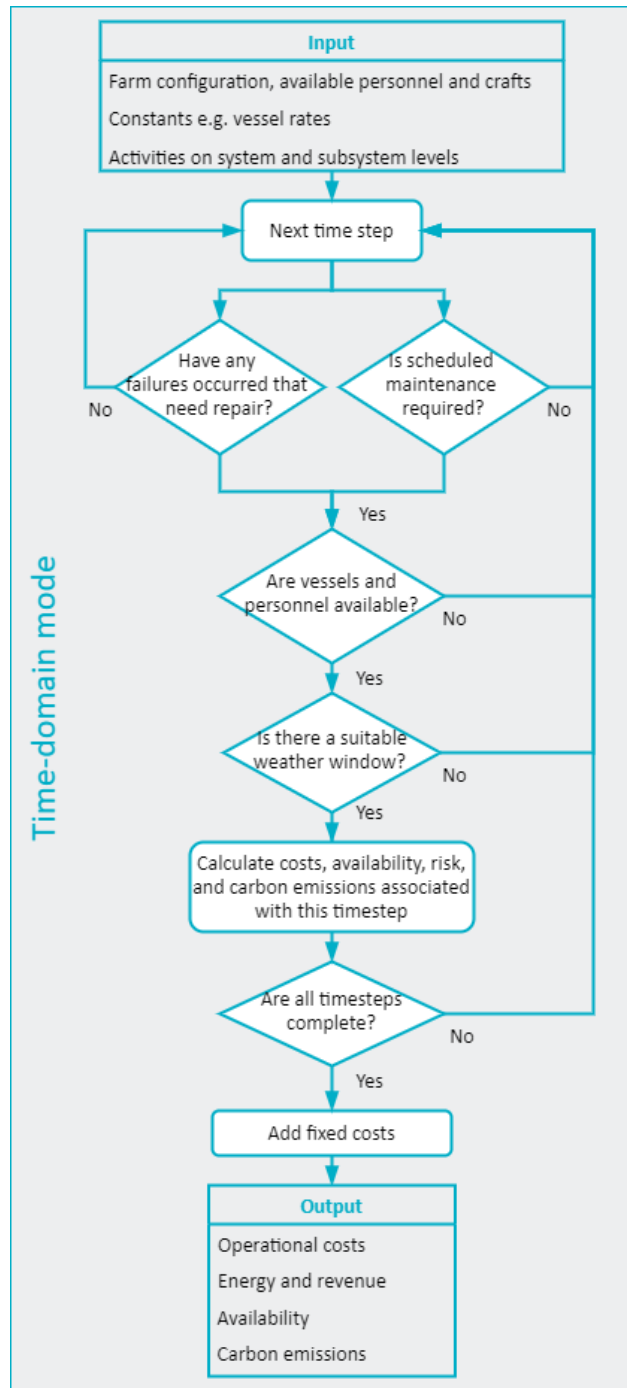 Input
Farm configuration, available personnel and crafts
Constants e.g. vessel rates
Activities on system and subsystem levels
Next time step
Have any
failures occurred that
need repair?
No
Is scheduled
maintenance
required?
No
Yes
Are vessels and
personnel available?
No
Yes
Is there a suitable
weather window?
No
Yes
Calculate costs, availability, risk,
and carbon emissions associated
with this timestep
Are all timesteps
complete?
No
Yes
Add fixed costs
Output
Operational costs
Energy and revenue
Availability
Carbon emissions
Time-domain mode